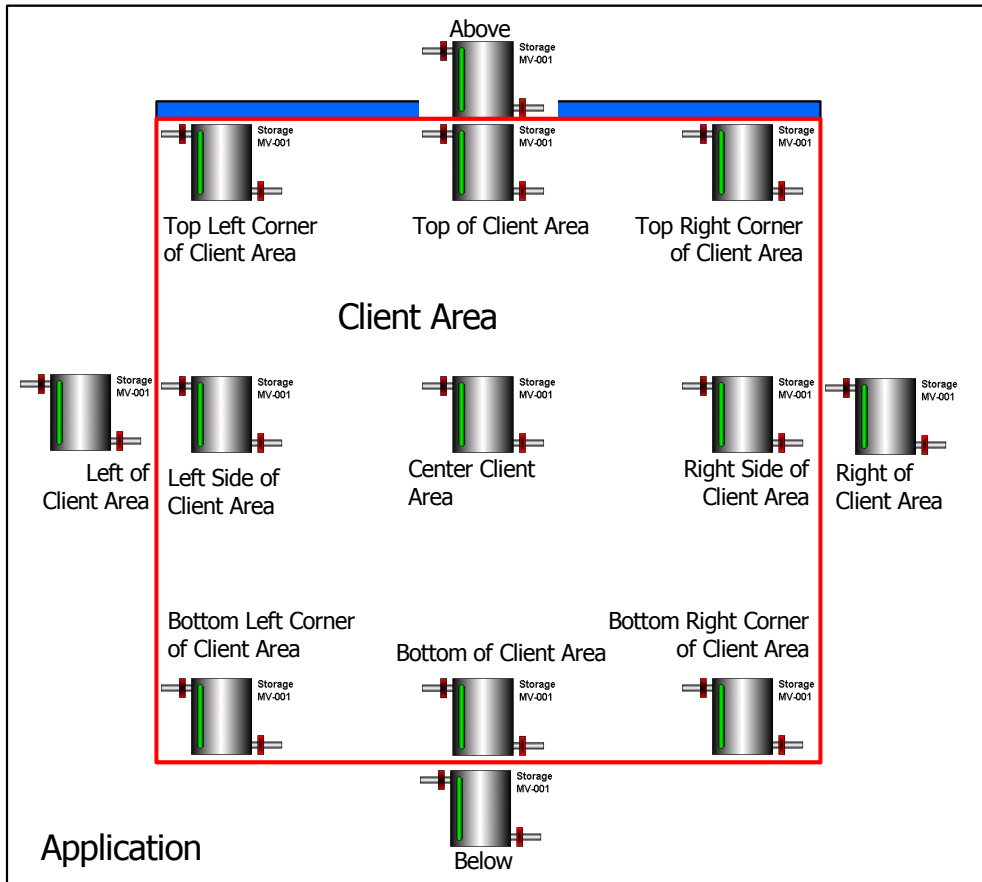 Above
Storage
MV-001
Storage
MV-001
Storage
MV-001
Storage
MV-001
Top Left Corner
of Client Area
Top of Client Area
Top Right Corner
of Client Area
Client Area
Storage
MV-001
Storage
MV-001
Storage
MV-001
Storage
MV-001
Storage
MV-001
Left of
Client Area
Left Side of
Client Area
Center Client
Area
Right Side of
Client Area
Right of
Client Area
Bottom Left Corner
of Client Area
Bottom of Client Area
Bottom Right Corner
of Client Area
Storage
MV-001
Storage
MV-001
Storage
MV-001
Storage
MV-001
Below
Application